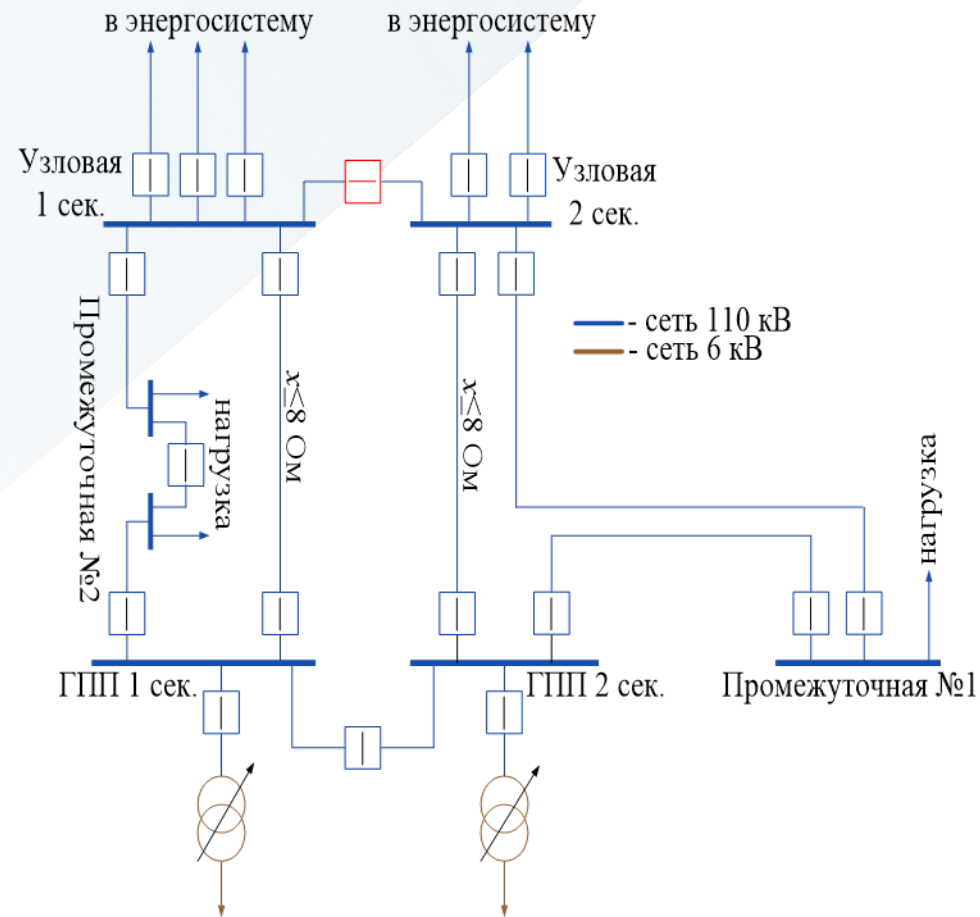 в энергосистему
в энергосистему
Узловая
1 сек.
Узловая
2 сек.
- сеть 110 кВ
- сеть 6 кВ
Промежуточная №2
нагрузка
x≤8 Ом
x≤8 Ом
нагрузка
ГПП 1 сек.
ГПП 2 сек.
Промежуточная №1